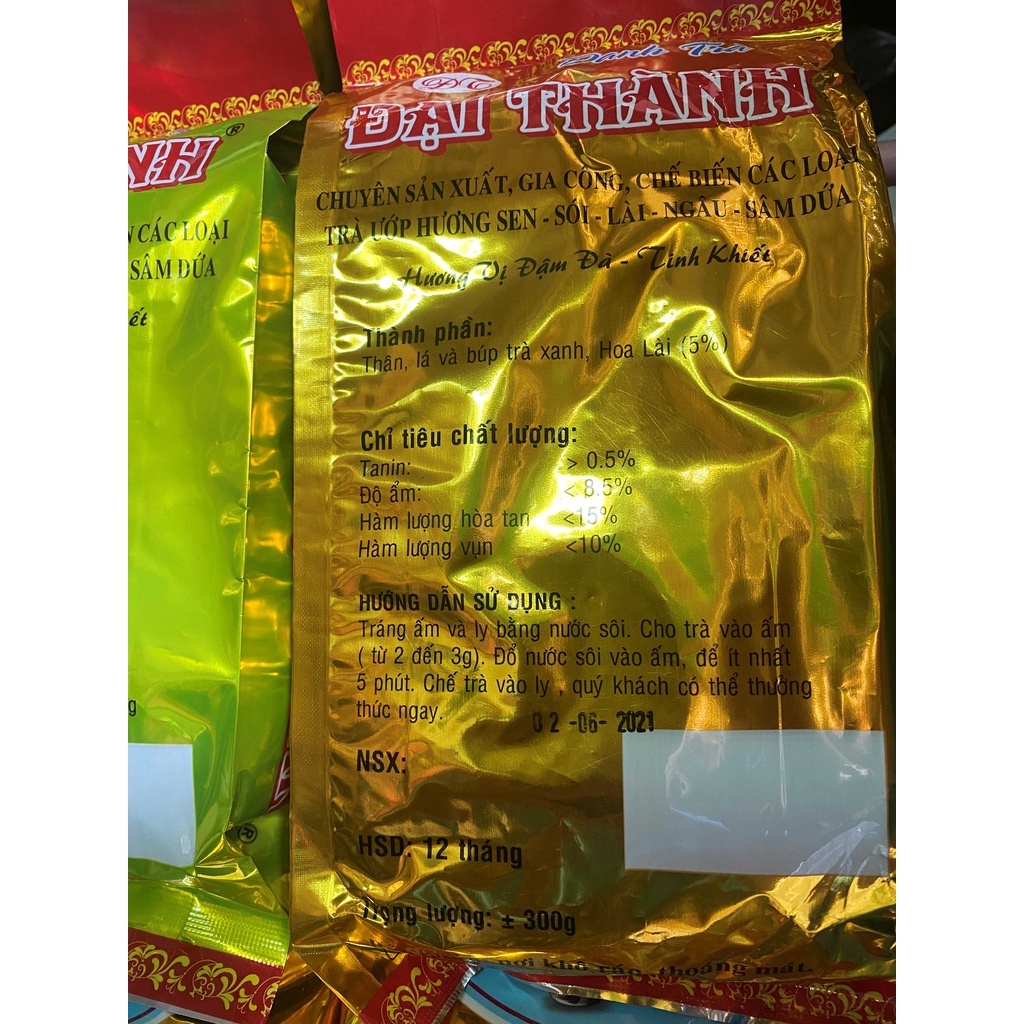 Danh Trà
ĐT
ĐẠI THÀNH
CHUYÊN SẢN XUẤT, GIA CÔNG, CHẾ BIẾN CÁC LOẠI
TRÀ ƯỚP HƯƠNG SEN - SÓI - LÀI - NGÂU - SÂM DỨA
Hương Vị Đậm Đà - Tinh Khiết
Thành phần:
Thân, lá và búp trà xanh, Hoa Lài (5%)
Chỉ tiêu chất lượng:
Tanin: > 0.5%
Độ ẩm: < 8.5%
Hàm lượng hòa tan <15%
Hàm lượng vụn <10%
HƯỚNG DẪN SỬ DỤNG :
Tráng ấm và ly bằng nước sôi. Cho trà vào ấm
( từ 2 đến 3g). Đổ nước sôi vào ấm, để ít nhất
5 phút. Chế trà vào ly , quý khách có thể thưởng
thức ngay.
02 -06- 2021
NSX:
HSD: 12 tháng
Trọng lượng: ± 300g
nơi khô ráo, thoáng mát.
NH ®
CÁC LOẠI
SÂM DỨA
ết
g
®